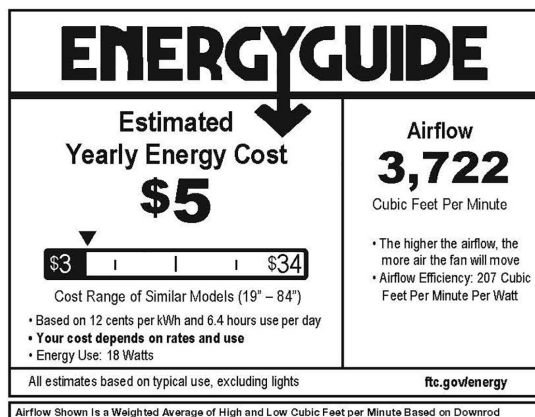 ENERGYGUIDE
Estimated
Yearly Energy Cost
$5
$3
$34
Cost Range of Similar Models (19" – 84")
• Based on 12 cents per kWh and 6.4 hours use per day
• Your cost depends on rates and use
• Energy Use: 18 Watts
Airflow
3,722
Cubic Feet Per Minute
• The higher the airflow, the
more air the fan will move
• Airflow Efficiency: 207 Cubic
Feet Per Minute Per Watt
All estimates based on typical use, excluding lights
ftc.gov/energy
Airflow Shown Is a Weighted Average of High and Low Cubic Feet per Minute Based on Downrod